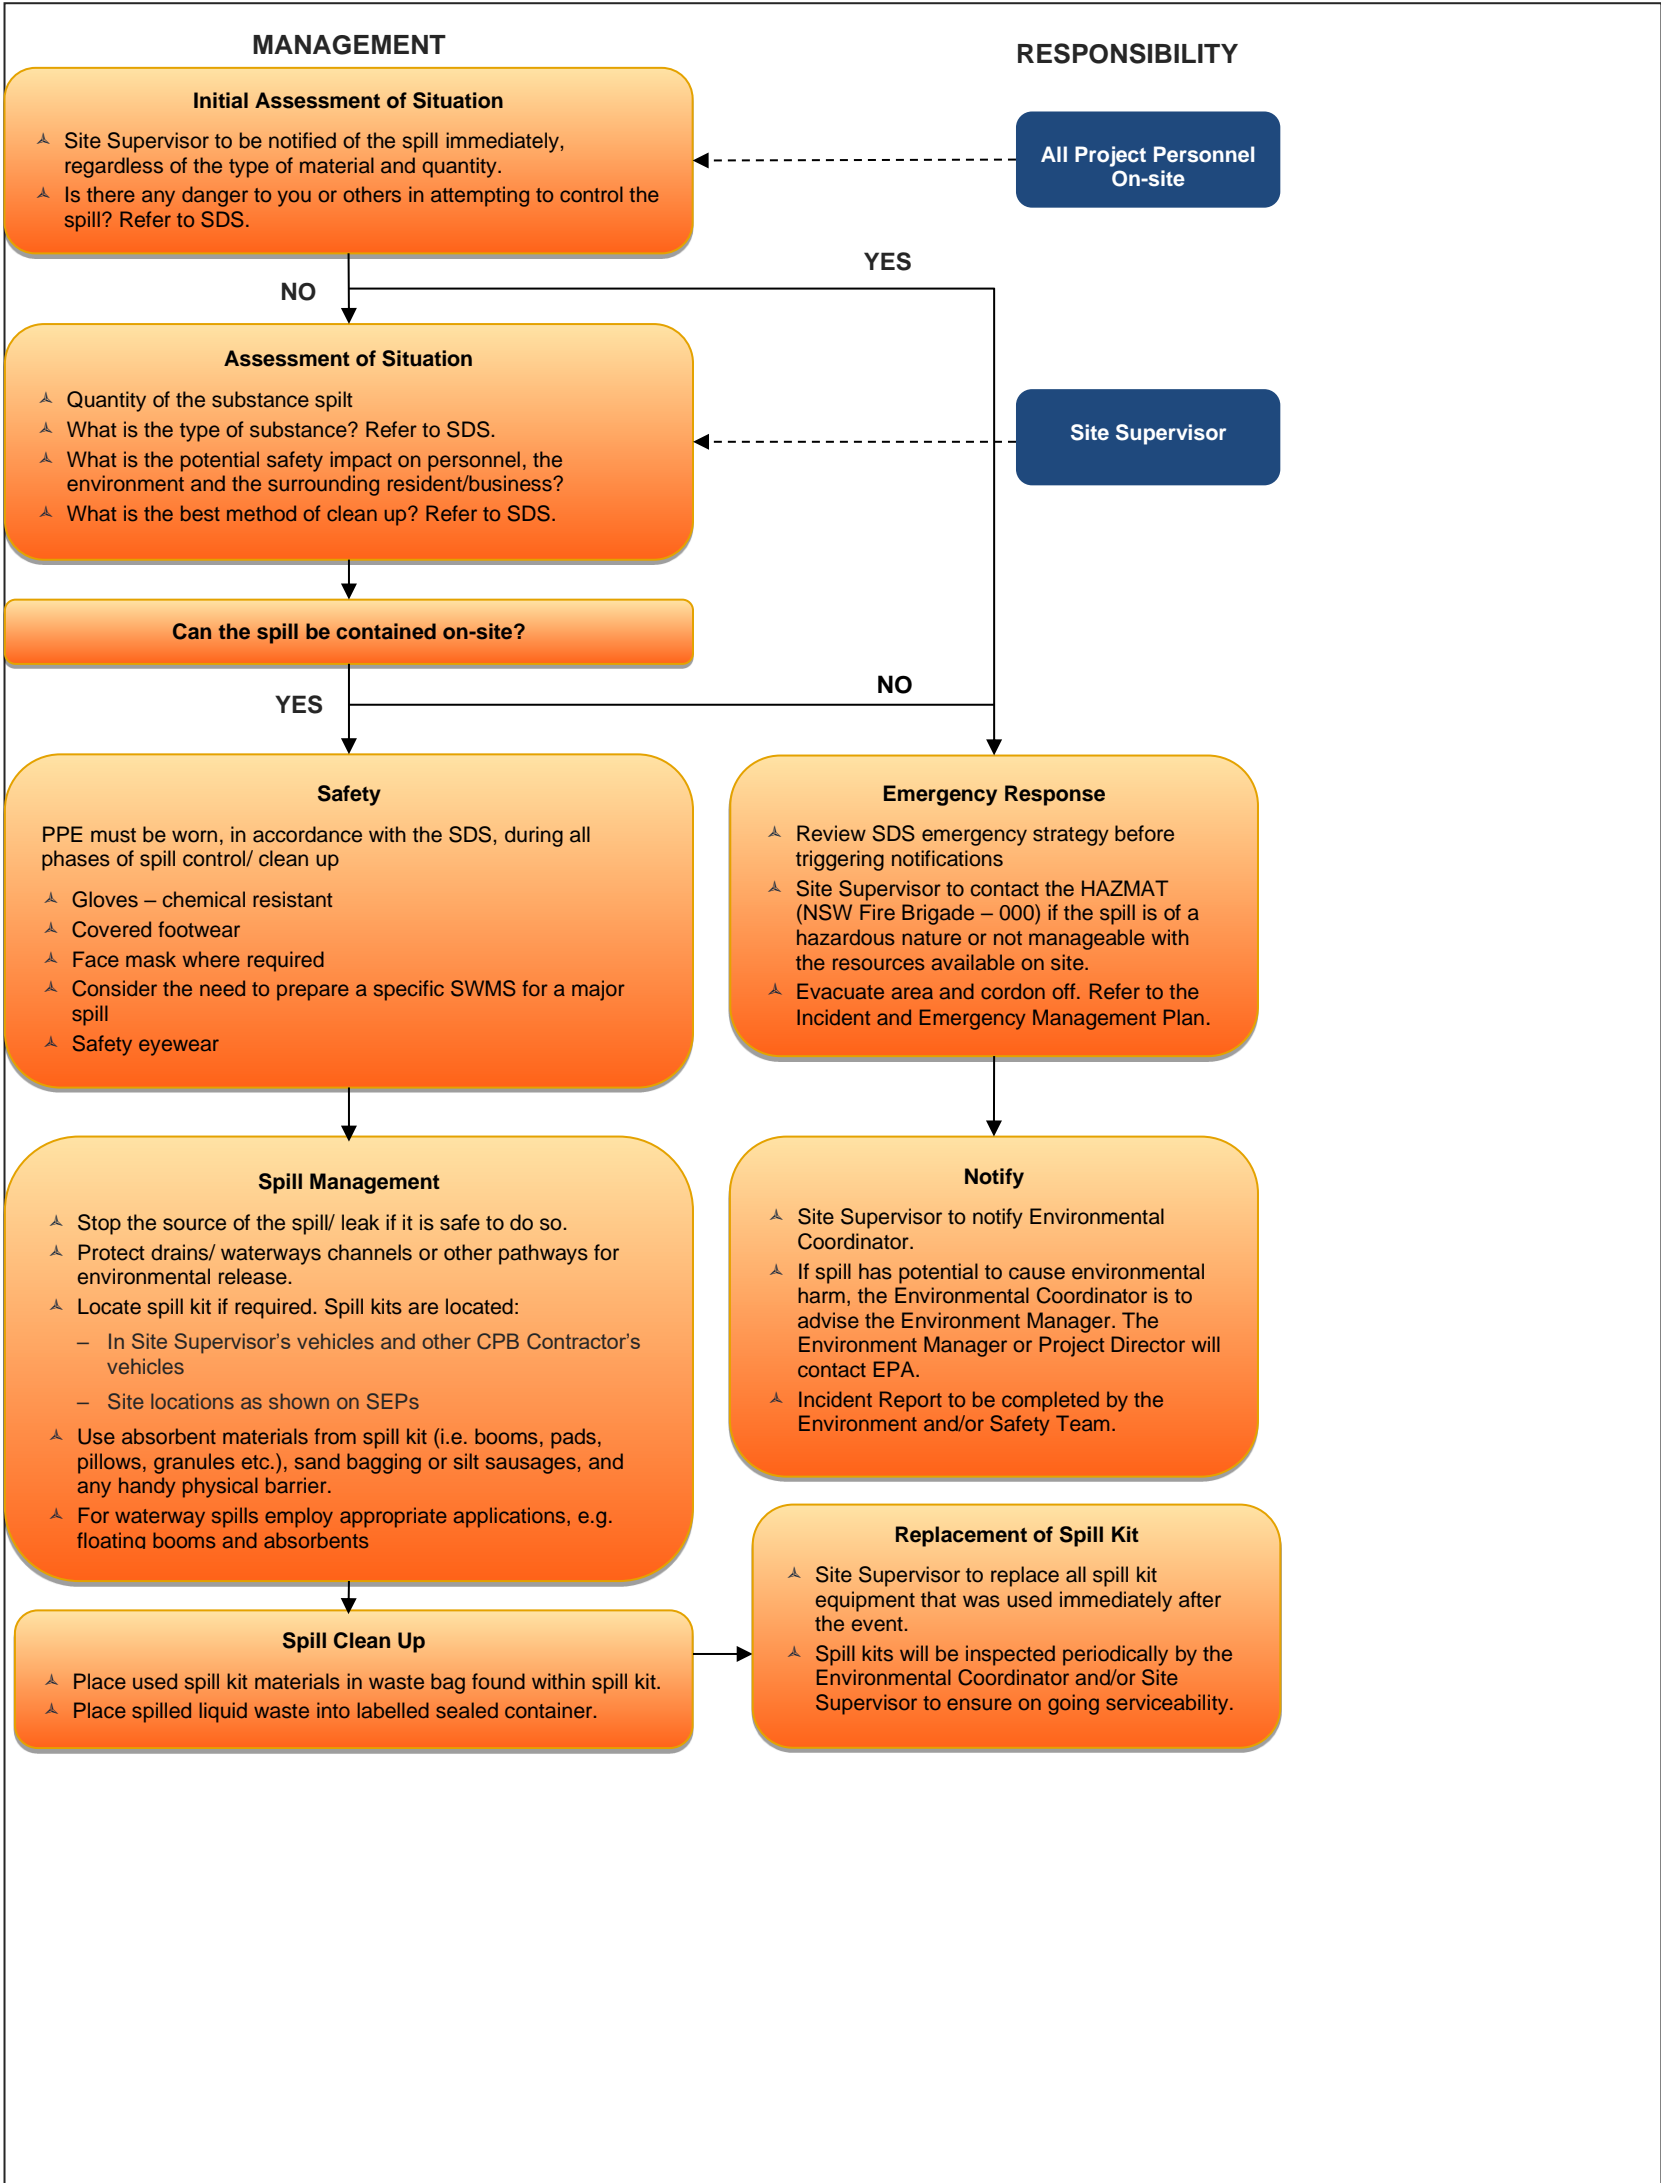 MANAGEMENT
RESPONSIBILITY
Initial Assessment of Situation
Site Supervisor to be notified of the spill immediately,
regardless of the type of material and quantity.
Is there any danger to you or others in attempting to control the
spill? Refer to SDS.
All Project Personnel
On-site
YES
NO
Assessment of Situation
Quantity of the substance spilt
What is the type of substance? Refer to SDS.
What is the potential safety impact on personnel, the
environment and the surrounding resident/business?
What is the best method of clean up? Refer to SDS.
Site Supervisor
Can the spill be contained on-site?
NO
YES
Safety
PPE must be worn, in accordance with the SDS, during all
phases of spill control/ clean up
Gloves – chemical resistant
Covered footwear
Face mask where required
Consider the need to prepare a specific SWMS for a major
spill
Safety eyewear
Emergency Response
Review SDS emergency strategy before
triggering notifications
Site Supervisor to contact the HAZMAT
(NSW Fire Brigade – 000) if the spill is of a
hazardous nature or not manageable with
the resources available on site.
Evacuate area and cordon off. Refer to the
Incident and Emergency Management Plan.
Spill Management
Stop the source of the spill/ leak if it is safe to do so.
Protect drains/ waterways channels or other pathways for
environmental release.
Locate spill kit if required. Spill kits are located:
– In Site Supervisor's vehicles and other CPB Contractor's
vehicles
– Site locations as shown on SEPs
Use absorbent materials from spill kit (i.e. booms, pads,
pillows, granules etc.), sand bagging or silt sausages, and
any handy physical barrier.
For waterway spills employ appropriate applications, e.g.
floating booms and absorbents
Notify
Site Supervisor to notify Environmental
Coordinator.
If spill has potential to cause environmental
harm, the Environmental Coordinator is to
advise the Environment Manager. The
Environment Manager or Project Director will
contact EPA.
Incident Report to be completed by the
Environment and/or Safety Team.
Spill Clean Up
Place used spill kit materials in waste bag found within spill kit.
Place spilled liquid waste into labelled sealed container.
Replacement of Spill Kit
Site Supervisor to replace all spill kit
equipment that was used immediately after
the event.
Spill kits will be inspected periodically by the
Environmental Coordinator and/or Site
Supervisor to ensure on going serviceability.